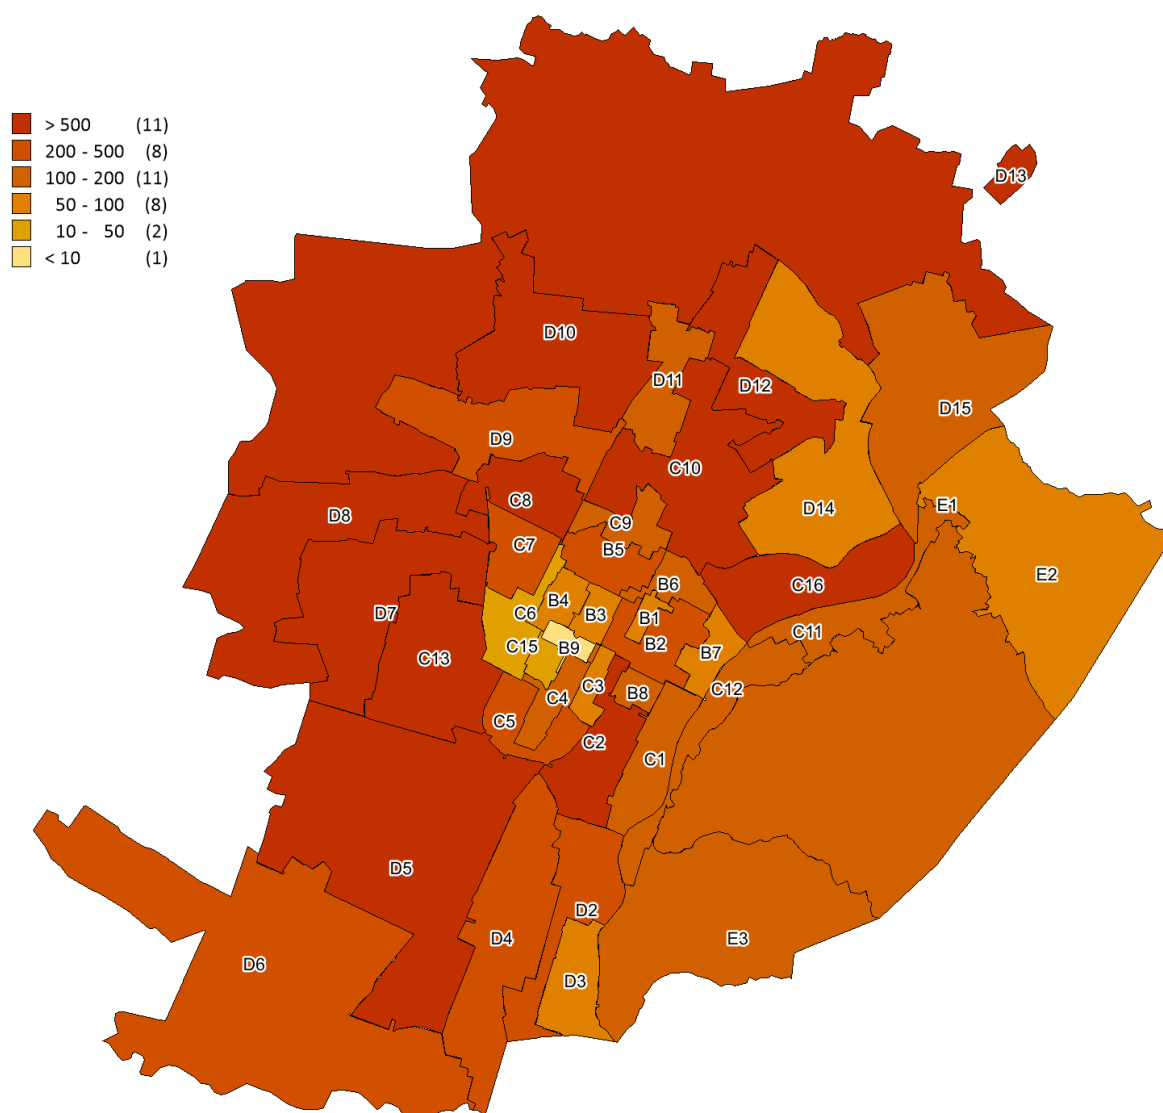 > 500 (11)
200 - 500 (8)
100 - 200 (11)
50 - 100 (8)
10 - 50 (2)
< 10 (1)
D13
D10
D11
D12
D15
D9
C10
C8
D8
D14
E1
C9
C7
B5
E2
B6
C16
B4
C6
B3
B1
D7
C11
B2
C15
B9
B7
C13
C3
C12
B8
C4
C5
C2
C1
D5
D2
D4
E3
D6
D3